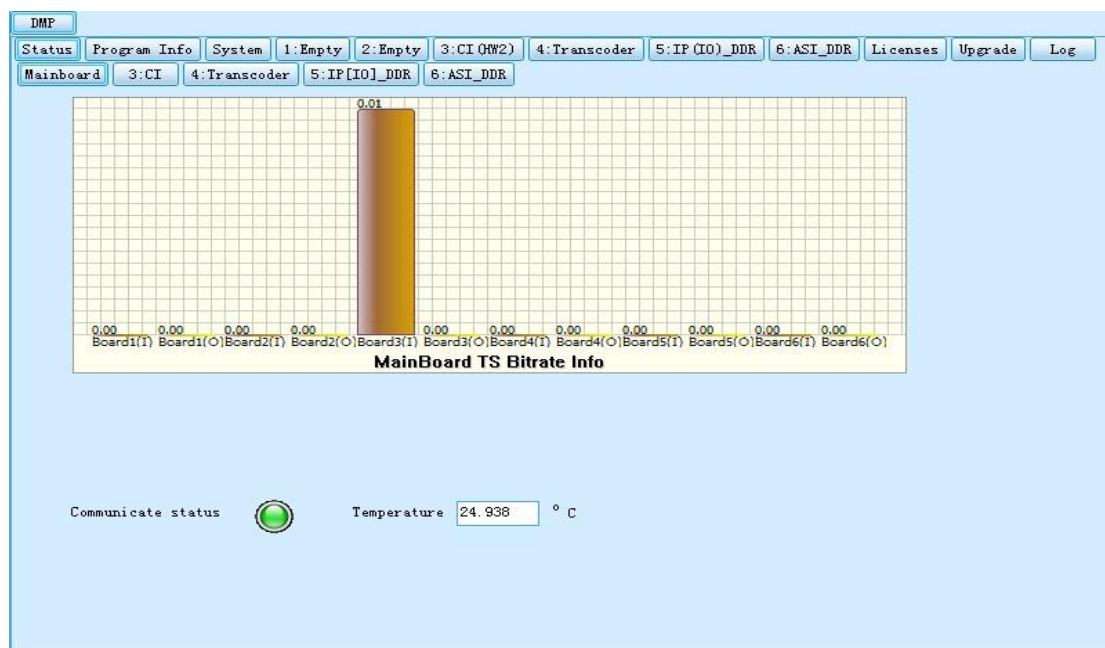 DMP
Status Program Info System 1:Empty 2:Empty 3:CI(HW2) 4:Transcoder 5:IP(IO)_DDR 6:ASI_DDR Licenses Upgrade Log
Mainboard 3:CI 4:Transcoder 5:IP[IO]_DDR 6:ASI_DDR
0.01
0.00 0.00 0.00 0.00 0.00 0.00 0.00 0.00 0.00 0.00 0.00
Board1(I) Board1(O) Board2(I) Board2(O) Board3(I) Board3(O) Board4(I) Board4(O) Board5(I) Board5(O) Board6(I) Board6(O)
MainBoard TS Bitrate Info
Communicate status Temperature 24.938 ° C